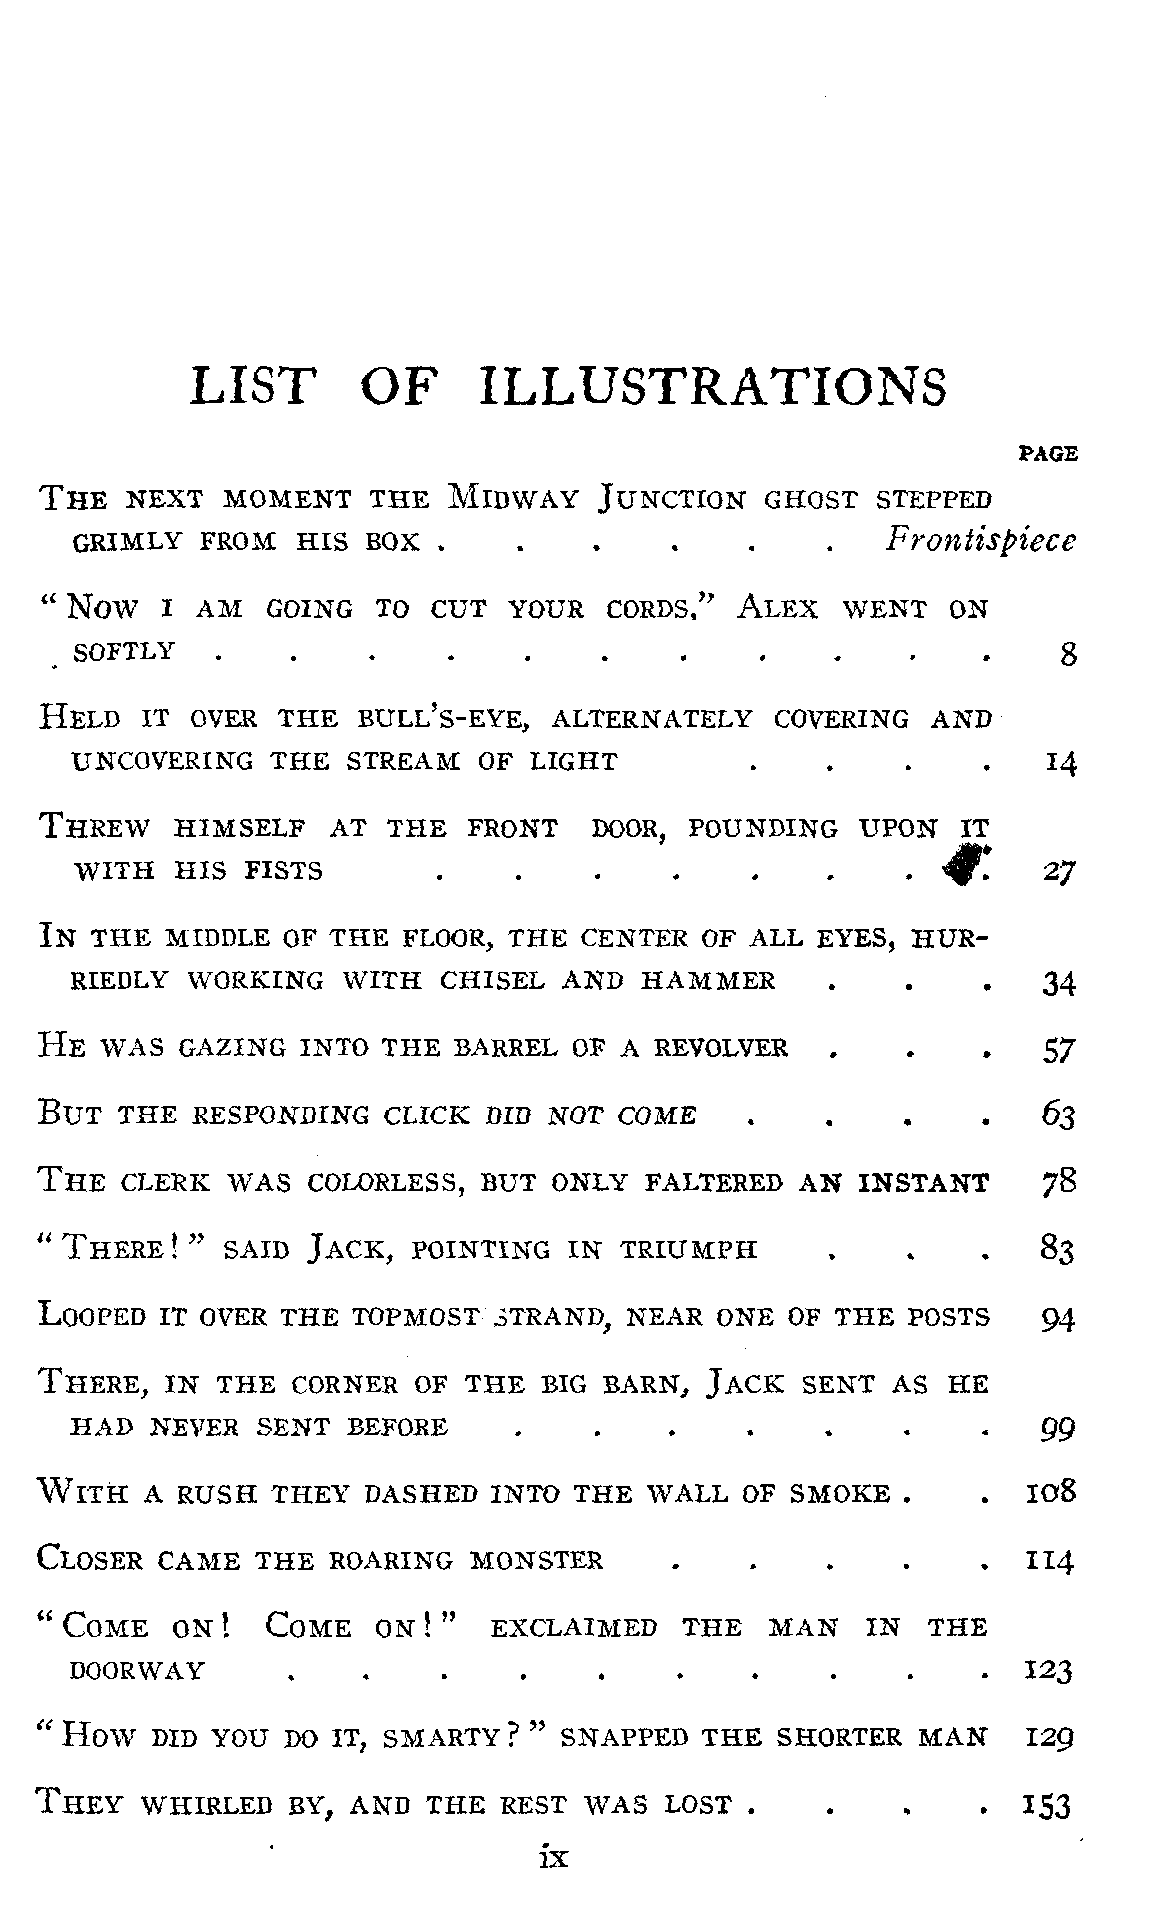 LIST OF ILLUSTRATIONS
PAGE
The next moment the Midway Junction ghost stepped
grimly from his box . . . . . . Frontispiece
“Now I am going to cut your cords.” Alex went on
softly . . . . . . . . . . . 8
Held it over the bull's-eye, alternately covering and
uncovering the stream of light . . . . 14
Threw himself at the front door, pounding upon it
with his fists . . . . . . . . 27
In the middle of the floor, the center of all eyes, hur-
riedly working with chisel and hammer . . . 34
He was gazing into the barrel of a revolver . . . 57
But the responding click did not come . . . . 63
The clerk was colorless, but only faltered an instant 78
“There!” said Jack, pointing in triumph . . . 83
Looped it over the topmost strand, near one of the posts 94
There, in the corner of the big barn, Jack sent as he
had never sent before . . . . . . . 99
With a rush they dashed into the wall of smoke . . 108
Closer came the roaring monster . . . . . 114
“Come on! Come on!” exclaimed the man in the
doorway . . . . . . . . . . 123
“How did you do it, smarty?” snapped the shorter man 129
They whirled by, and the rest was lost . . . . 153
ix